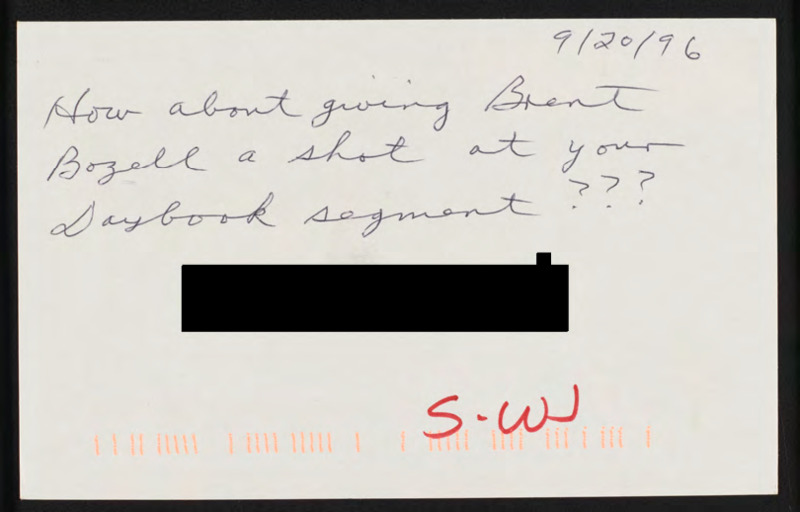 9/20/96
How about giving Brent
Bozell a shot at your
Daybook segment ???
S.W